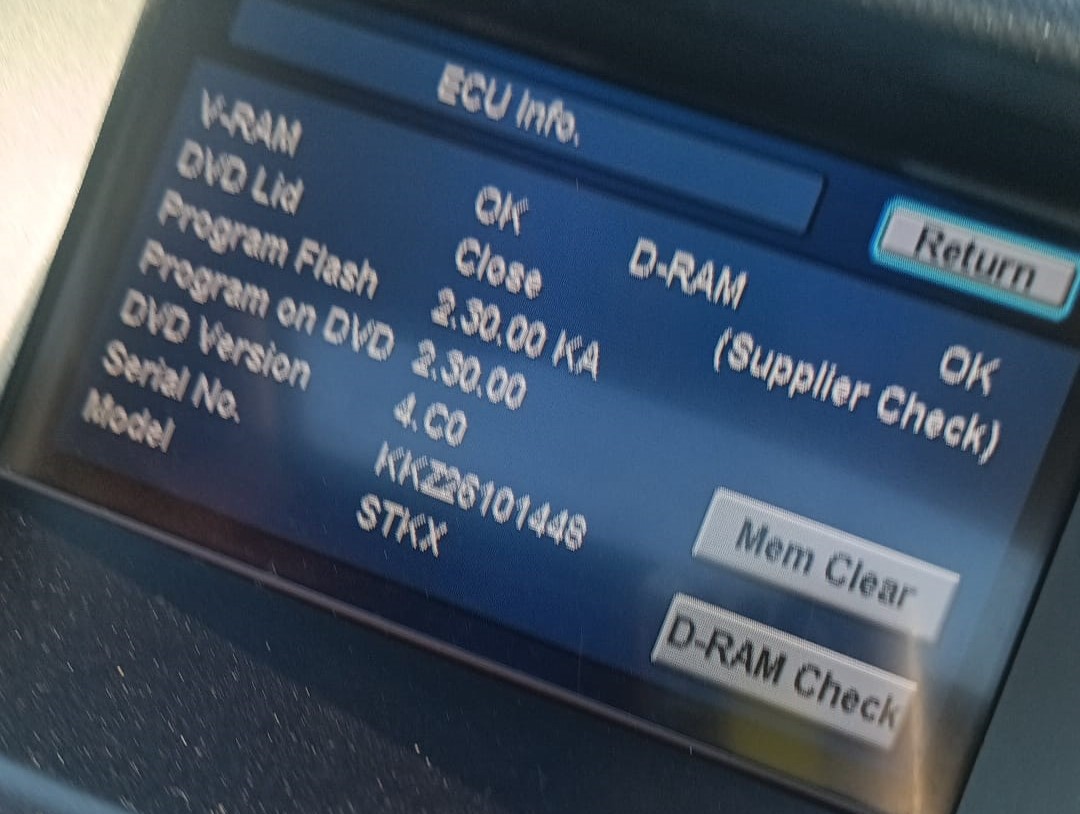 ECU Info.
Return
V-RAM OK D-RAM OK
DVD Lid Close (Supplier Check)
Program Flash 2.30.00 KA
Program on DVD 2.30.00
DVD Version 4.C0
Serial No. KKZ26101448
Model STKX
Mem Clear
D-RAM Check